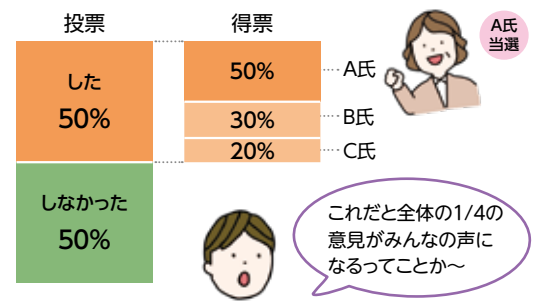 投票
得票
A氏
当選
した
50%
50%
A氏
30%
B氏
20%
C氏
しなかった
50%
これだと全体の1/4の
意見がみんなの声に
なるってことか〜